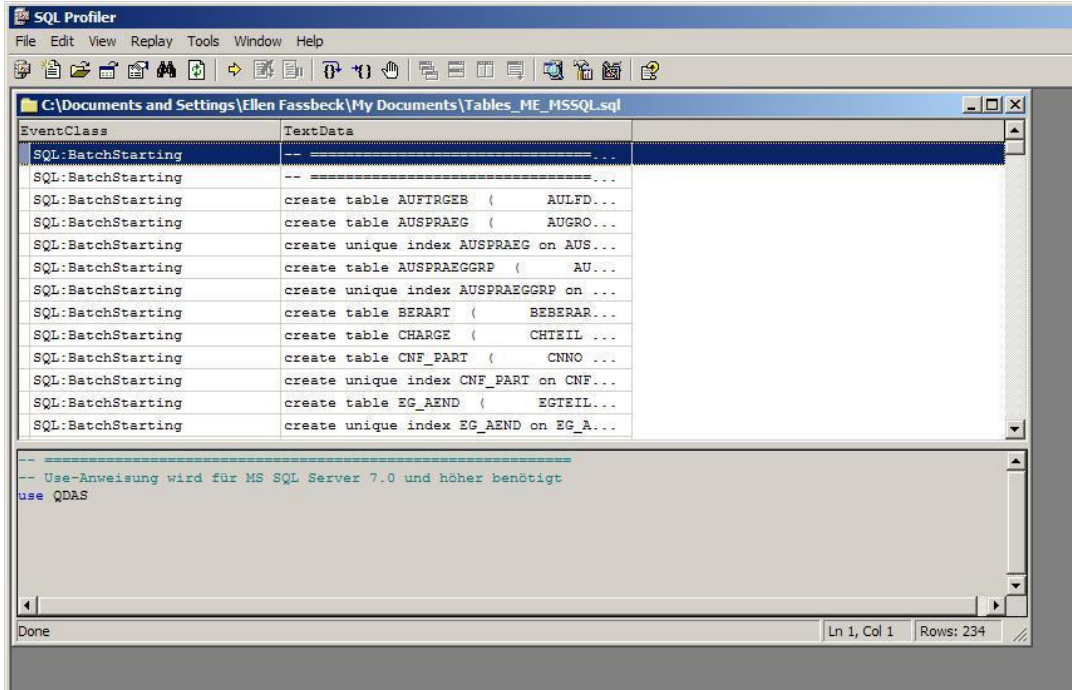 SQL Profiler
File Edit View Replay Tools Window Help
C:\Documents and Settings\Ellen Fassbeck\My Documents\Tables_ME_MSSQL.sql
EventClass TextData
SQL:BatchStarting -- ================================...
SQL:BatchStarting -- ================================...
SQL:BatchStarting create table AUFTRGEB ( AULFD...
SQL:BatchStarting create table AUSPRAEG ( AUGRO...
SQL:BatchStarting create unique index AUSPRAEG on AUS...
SQL:BatchStarting create table AUSPRAEGGRP ( AU...
SQL:BatchStarting create unique index AUSPRAEGGRP on ...
SQL:BatchStarting create table BERART ( BEBERAR...
SQL:BatchStarting create table CHARGE ( CHTEIL ...
SQL:BatchStarting create table CNF_PART ( CNNO ...
SQL:BatchStarting create unique index CNF_PART on CNF...
SQL:BatchStarting create table EG_AEND ( EGTEIL...
SQL:BatchStarting create unique index EG_AEND on EG_A...
-- ============================================================
-- Use-Anweisung wird für MS SQL Server 7.0 und höher benötigt
use QDAS
Done Ln 1, Col 1 Rows: 234